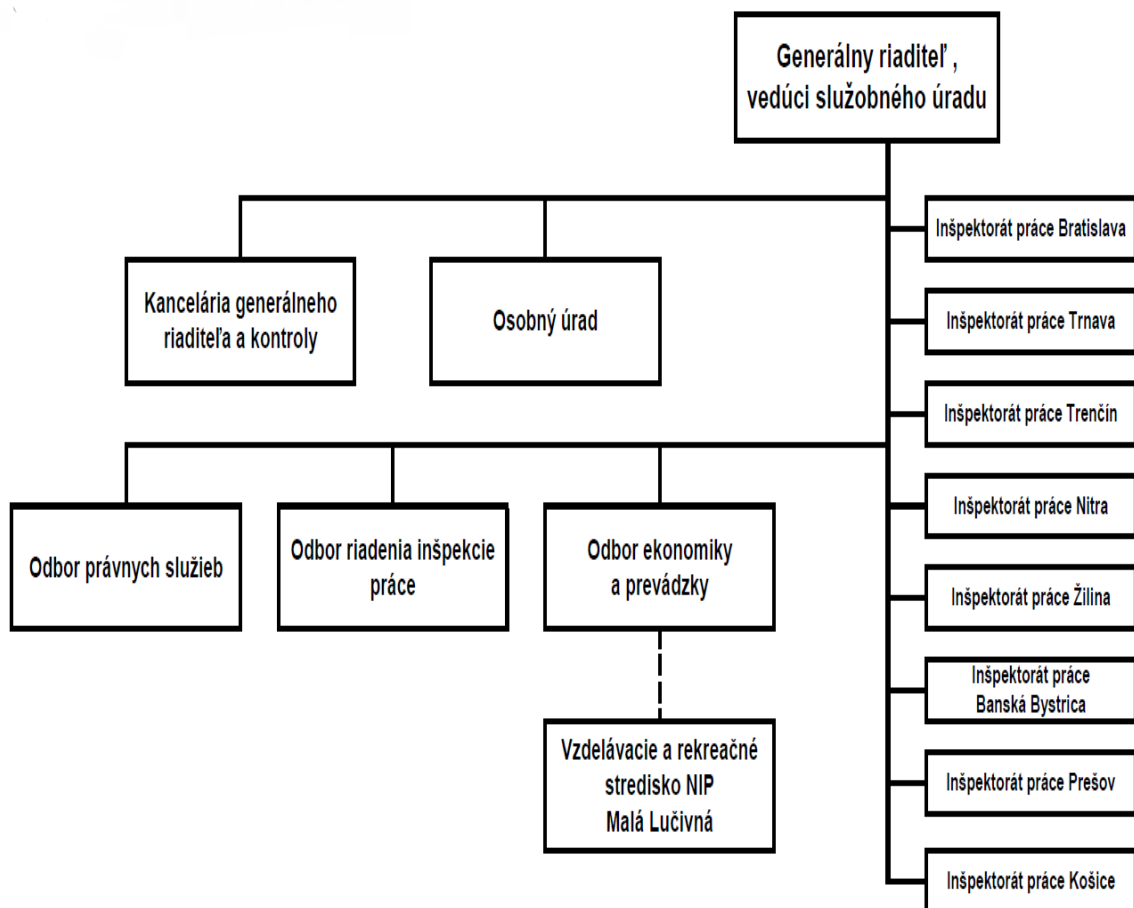 Generálny riaditeľ ,
vedúci služobného úradu
Kancelária generálneho
riaditeľa a kontroly
Osobný úrad
Odbor právnych služieb
Odbor riadenia inšpekcie
práce
Odbor ekonomiky
a prevádzky
Vzdelávacie a rekreačné
stredisko NIP
Malá Lučivná
Inšpektorát práce Bratislava
Inšpektorát práce Trnava
Inšpektorát práce Trenčín
Inšpektorát práce Nitra
Inšpektorát práce Žilina
Inšpektorát práce
Banská Bystrica
Inšpektorát práce Prešov
Inšpektorát práce Košice